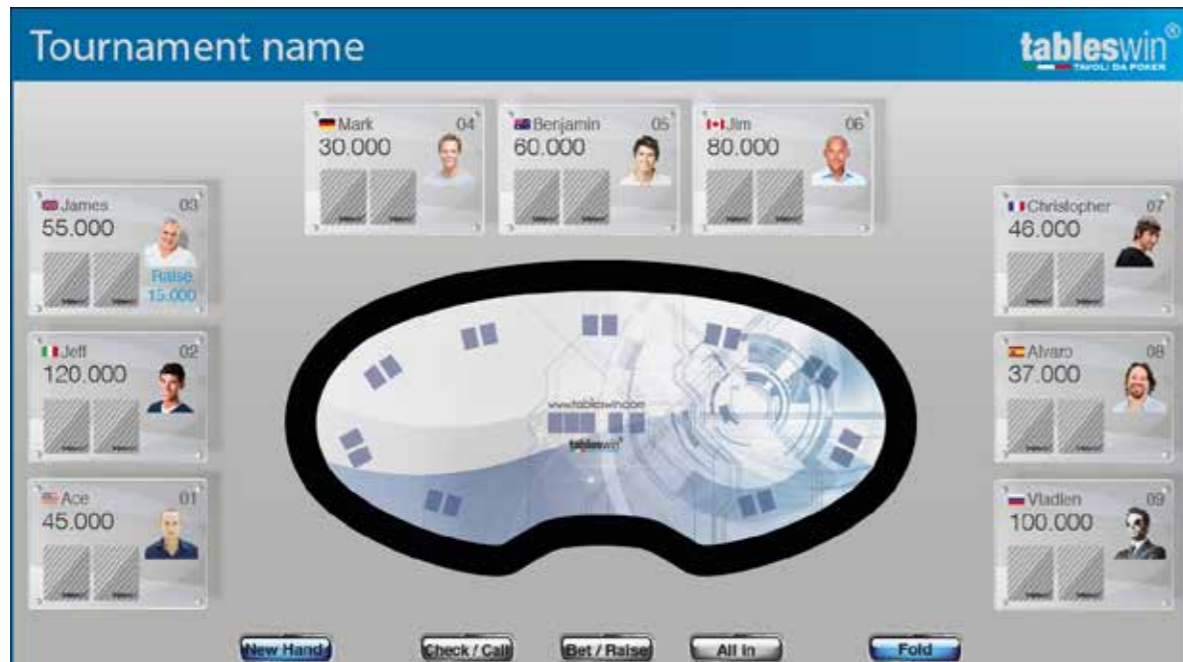 Tournament name
tableswin®
TAVOLI DA POKER
Mark 04
30.000
Benjamin 05
60.000
Jim 06
80.000
James 03
55.000
Raise
15.000
Christopher 07
46.000
Jeff 02
120.000
Alvaro 08
37.000
Ace 01
45.000
Vladien 09
100.000
www.tableswin.com
tableswin®
New Hand
Check / Call
Bet / Raise
All in
Fold